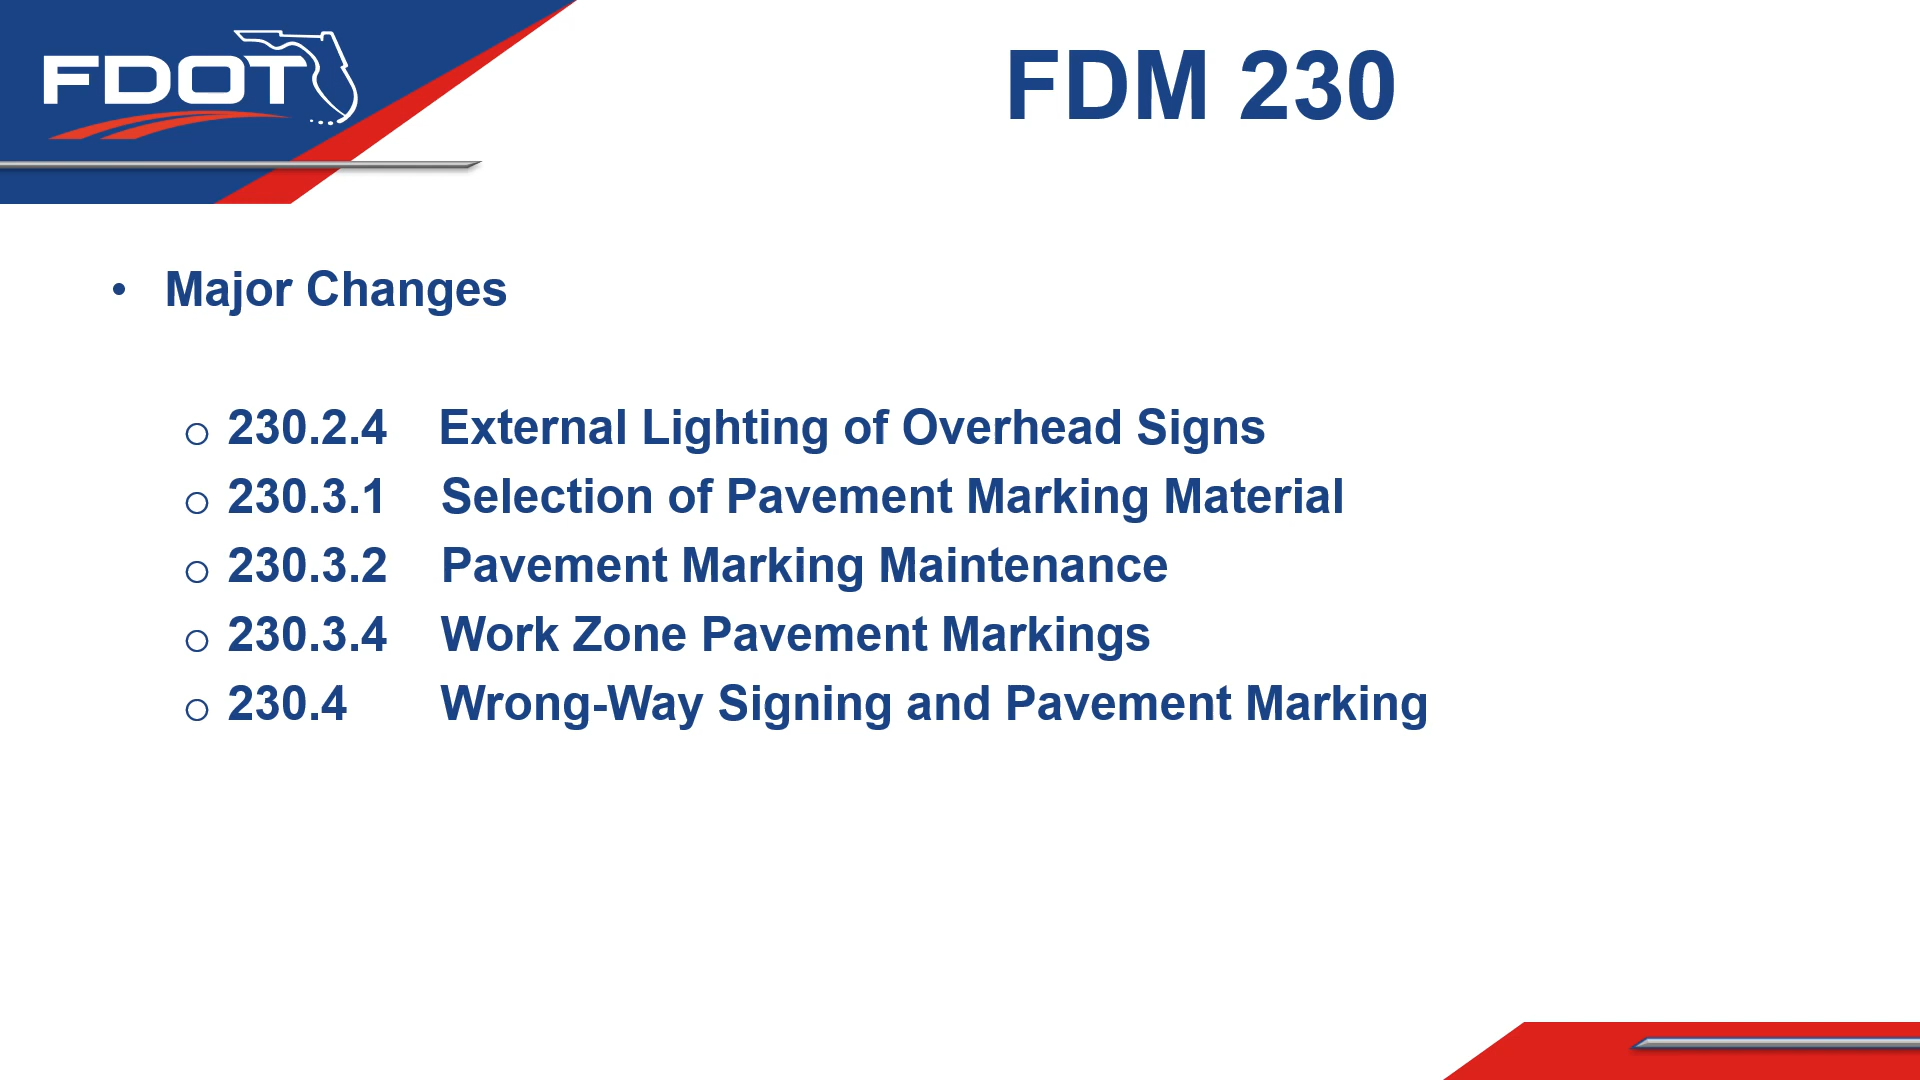 FDOT
FDM 230
• Major Changes
o 230.2.4 External Lighting of Overhead Signs
o 230.3.1 Selection of Pavement Marking Material
o 230.3.2 Pavement Marking Maintenance
o 230.3.4 Work Zone Pavement Markings
o 230.4 Wrong-Way Signing and Pavement Marking